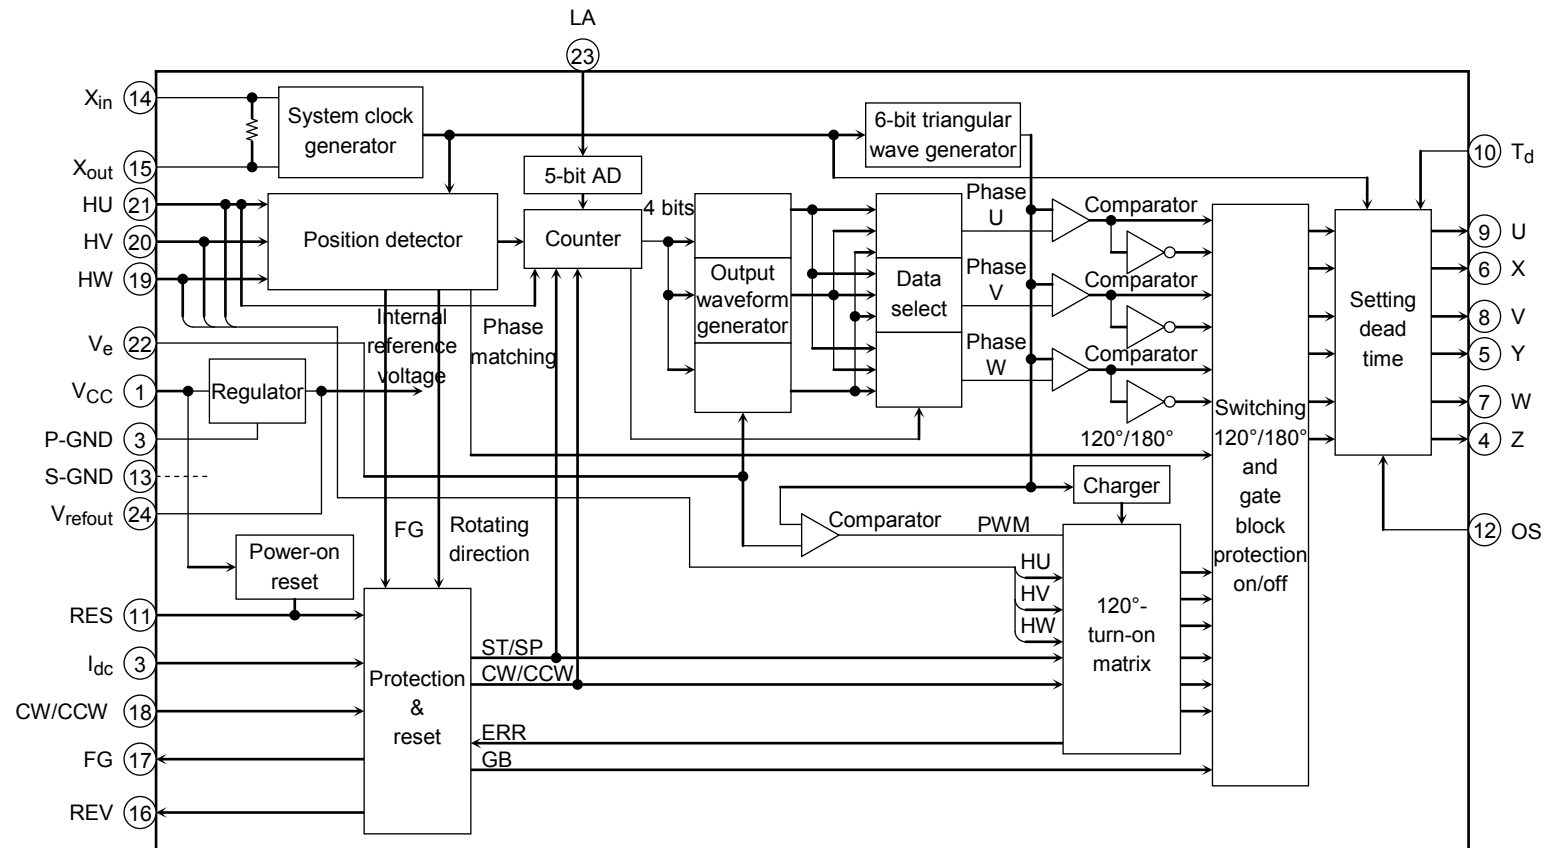 LA
23
Xin 14
System clock
generator
6-bit triangular
wave generator
Xout 15
5-bit AD
10 Td
HU 21
4 bits
Phase
U
Comparator
HV 20
Position detector
Counter
9 U
HW 19
Output
waveform
generator
Data
select
Phase
V
Comparator
6 X
Setting
dead
time
Internal
reference
voltage
Phase
matching
8 V
Ve 22
Phase
W
Comparator
5 Y
VCC 1
Regulator
7 W
Switching
120°/180°
and
gate
block
protection
on/off
P-GND 3
120°/180°
4 Z
S-GND 13
Charger
Vrefout 24
FG
Rotating
direction
Comparator
PWM
12 OS
Power-on
reset
HU
HV
HW
120°-
turn-on
matrix
RES 11
ST/SP
Idc 3
CW/CCW
Protection
&
reset
CW/CCW 18
ERR
FG 17
GB
REV 16